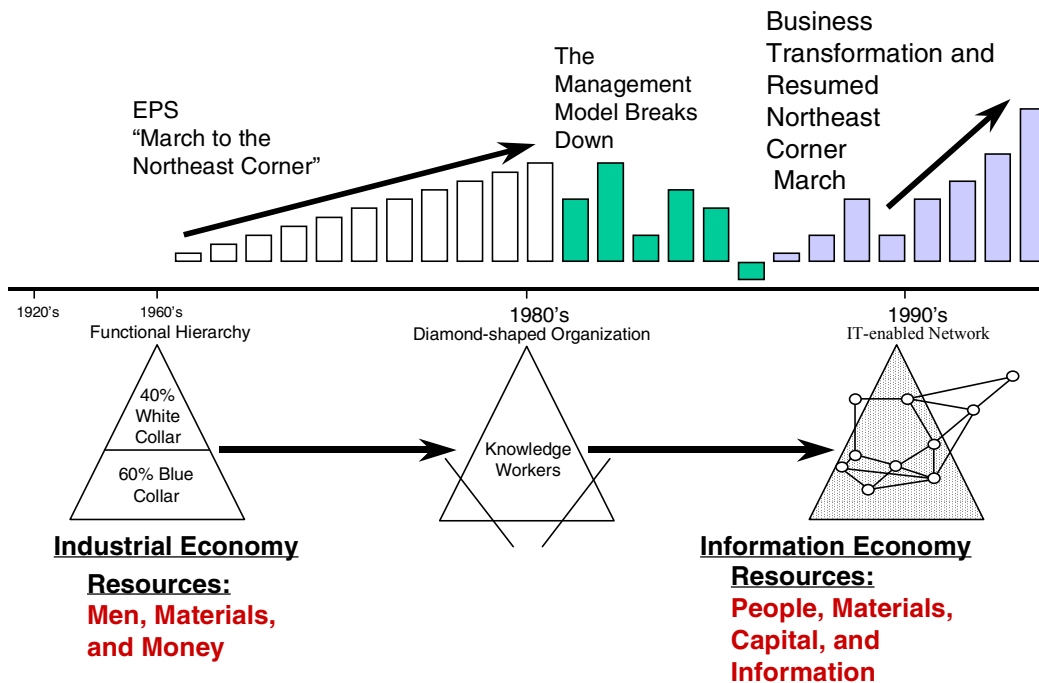 EPS
“March to the
Northeast Corner”
The
Management
Model Breaks
Down
Business
Transformation and
Resumed
Northeast
Corner
March
1920’s
1960’s
1980’s
1990’s
Functional Hierarchy
Diamond-shaped Organization
IT-enabled Network
40%
White
Collar
60% Blue
Collar
Knowledge
Workers
Industrial Economy
Resources:
Men, Materials,
and Money
Information Economy
Resources:
People, Materials,
Capital, and
Information